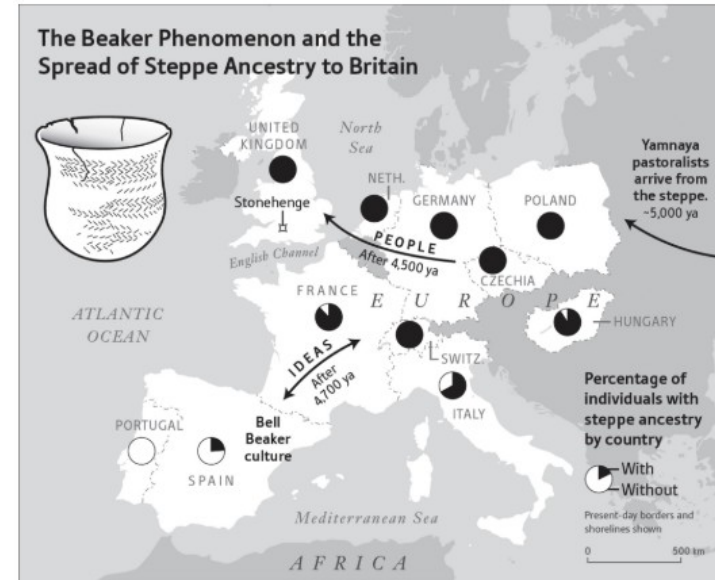 The Beaker Phenomenon and the
Spread of Steppe Ancestry to Britain
UNITED
KINGDOM
North
Sea
Stonehenge
NETH.
GERMANY
POLAND
Yamnaya
pastoralists
arrive from
the steppe.
~5,000 ya
English Channel
PEOPLE
After 4,500 ya
CZECHIA
FRANCE
EUROPE
HUNGARY
ATLANTIC
OCEAN
IDEAS
After
4,700 ya
SWITZ.
ITALY
PORTUGAL
SPAIN
Bell
Beaker
culture
Percentage of
individuals with
steppe ancestry
by country
With
Without
Present-day borders and
shorelines shown
0 500 km
Mediterranean Sea
AFRICA